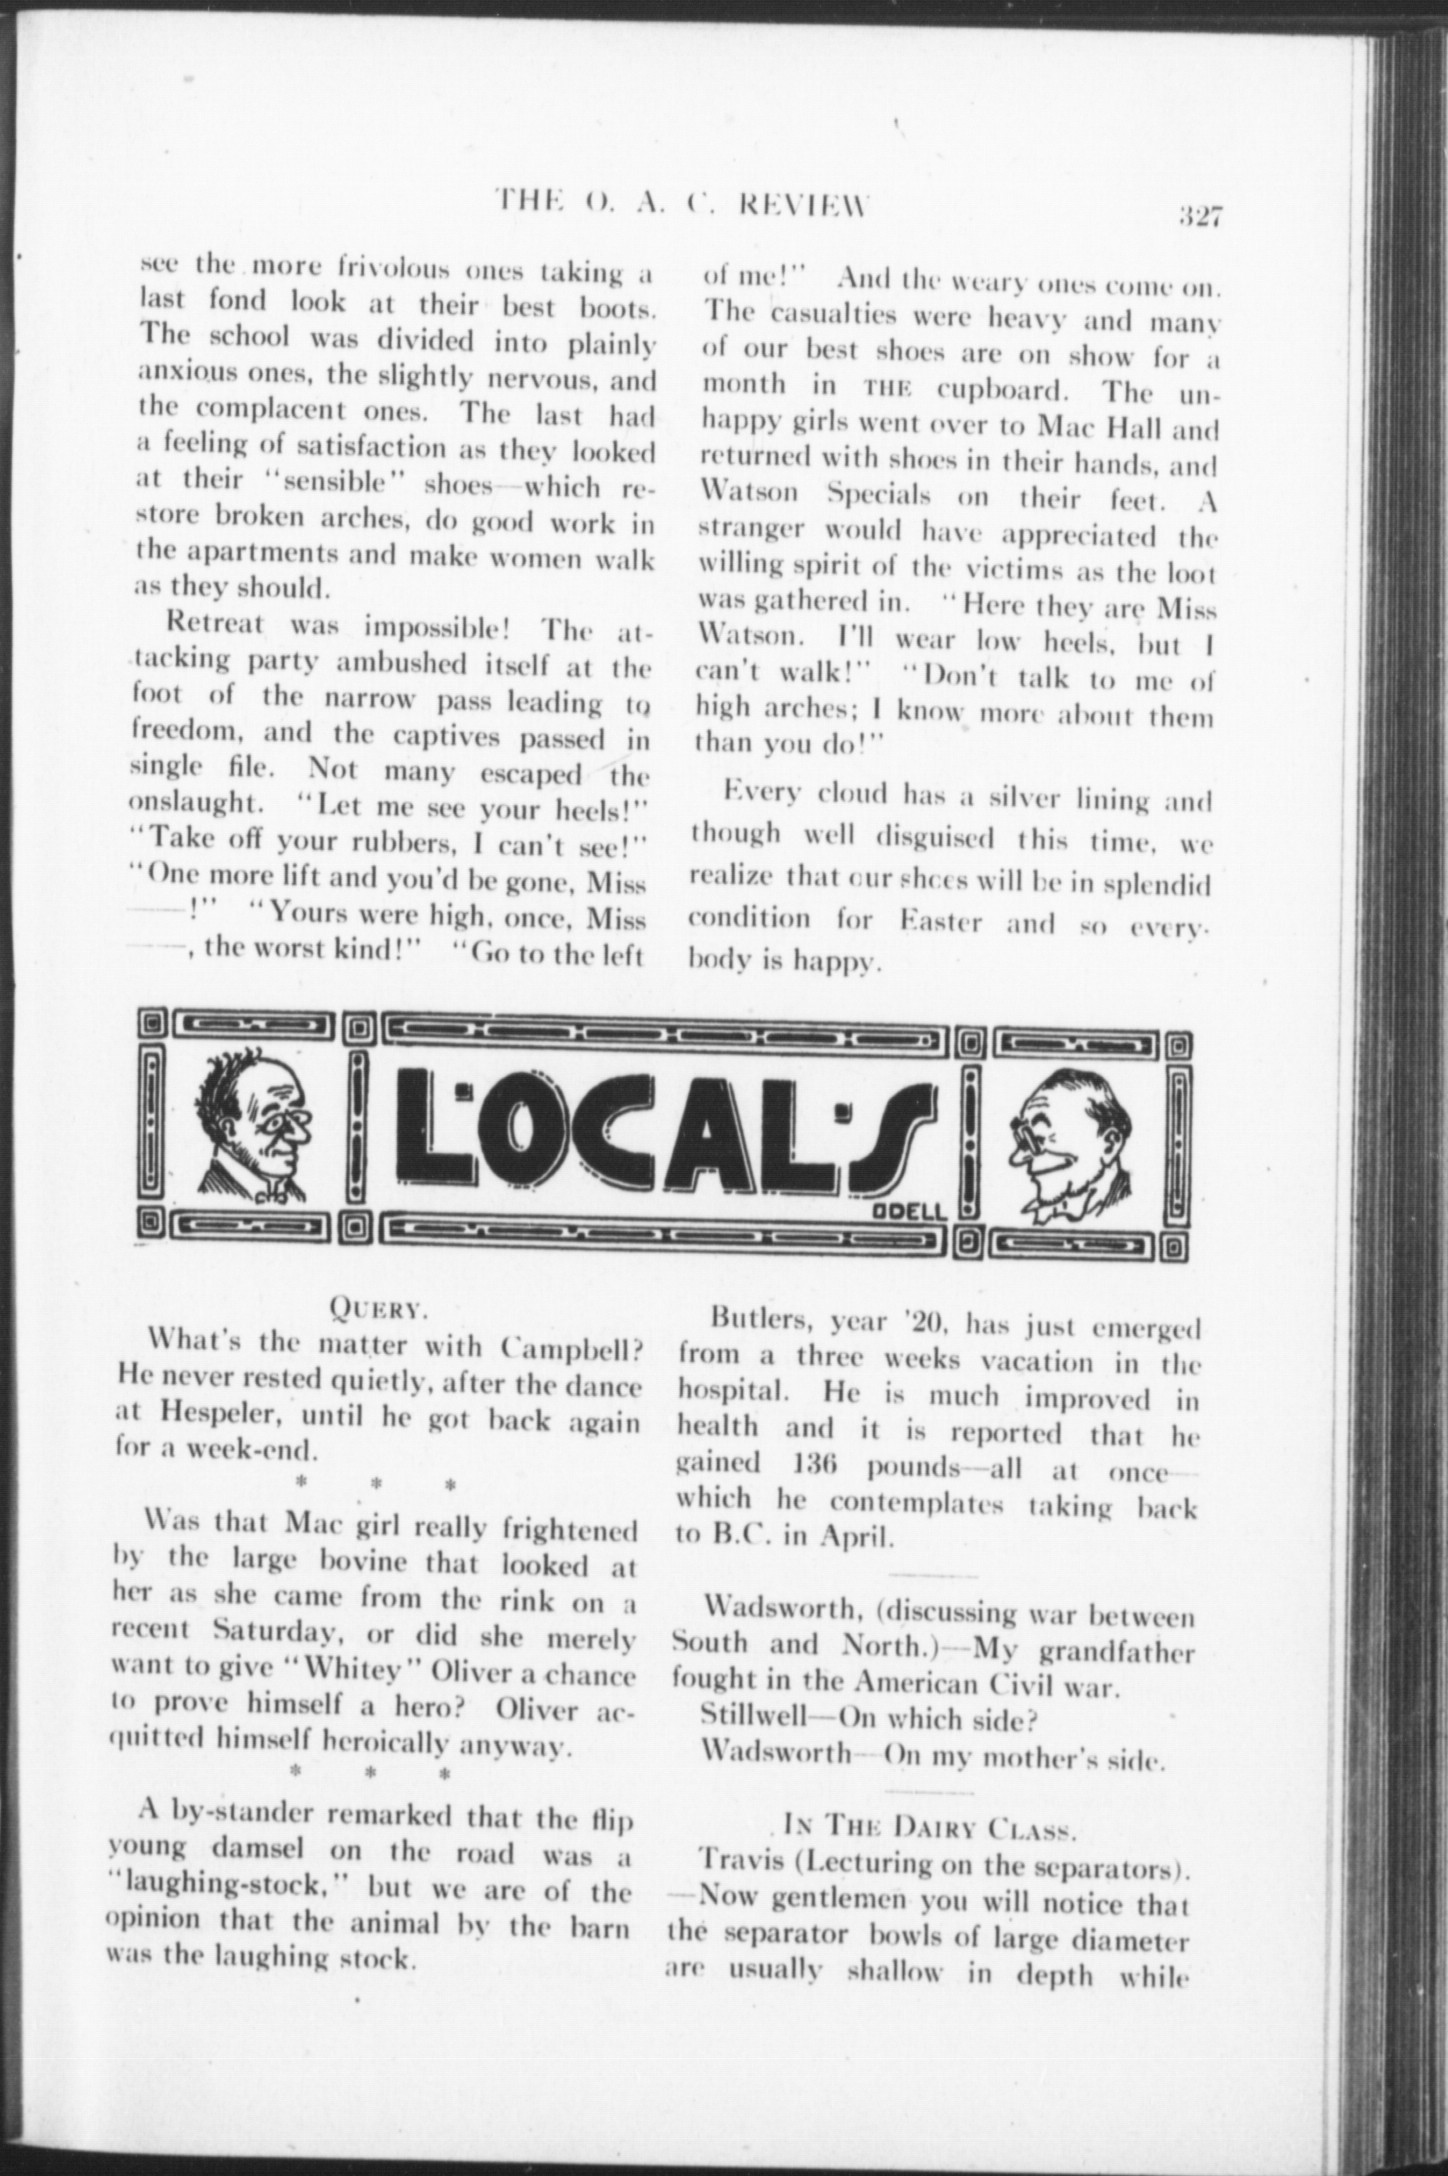 THE O. A. C. REVIEW
327
see the more frivolous ones taking a
last fond look at their best boots.
The school was divided into plainly
anxious ones, the slightly nervous, and
the complacent ones. The last had
a feeling of satisfaction as they looked
at their "sensible" shoes—which re-
store broken arches, do good work in
the apartments and make women walk
as they should.
Retreat was impossible! The at-
tacking party ambushed itself at the
foot of the narrow pass leading to
freedom, and the captives passed in
single file. Not many escaped the
onslaught. "Let me see your heels!"
"Take off your rubbers, I can't see!"
"One more lift and you'd be gone, Miss
——!" "Yours were high, once, Miss
——, the worst kind!" "Go to the left
of me!" And the weary ones come on.
The casualties were heavy and many
of our best shoes are on show for a
month in THE cupboard. The un-
happy girls went over to Mac Hall and
returned with shoes in their hands, and
Watson Specials on their feet. A
stranger would have appreciated the
willing spirit of the victims as the loot
was gathered in. "Here they are Miss
Watson. I'll wear low heels, but I
can't walk!" "Don't talk to me of
high arches; I know more about them
than you do!"
Every cloud has a silver lining and
though well disguised this time, we
realize that our shoes will be in splendid
condition for Easter and so every-
body is happy.
LOCALS
ODELL
QUERY.
What's the matter with Campbell?
He never rested quietly, after the dance
at Hespeler, until he got back again
for a week-end.
* * *
Was that Mac girl really frightened
by the large bovine that looked at
her as she came from the rink on a
recent Saturday, or did she merely
want to give "Whitey" Oliver a chance
to prove himself a hero? Oliver ac-
quitted himself heroically anyway.
* * *
A by-stander remarked that the flip
young damsel on the road was a
"laughing-stock," but we are of the
opinion that the animal by the barn
was the laughing stock.
Butlers, year '20, has just emerged
from a three weeks vacation in the
hospital. He is much improved in
health and it is reported that he
gained 136 pounds—all at once—
which he contemplates taking back
to B.C. in April.
Wadsworth, (discussing war between
South and North.)—My grandfather
fought in the American Civil war.
Stillwell—On which side?
Wadsworth—On my mother's side.
IN THE DAIRY CLASS.
Travis (Lecturing on the separators).
—Now gentlemen you will notice that
the separator bowls of large diameter
are usually shallow in depth while